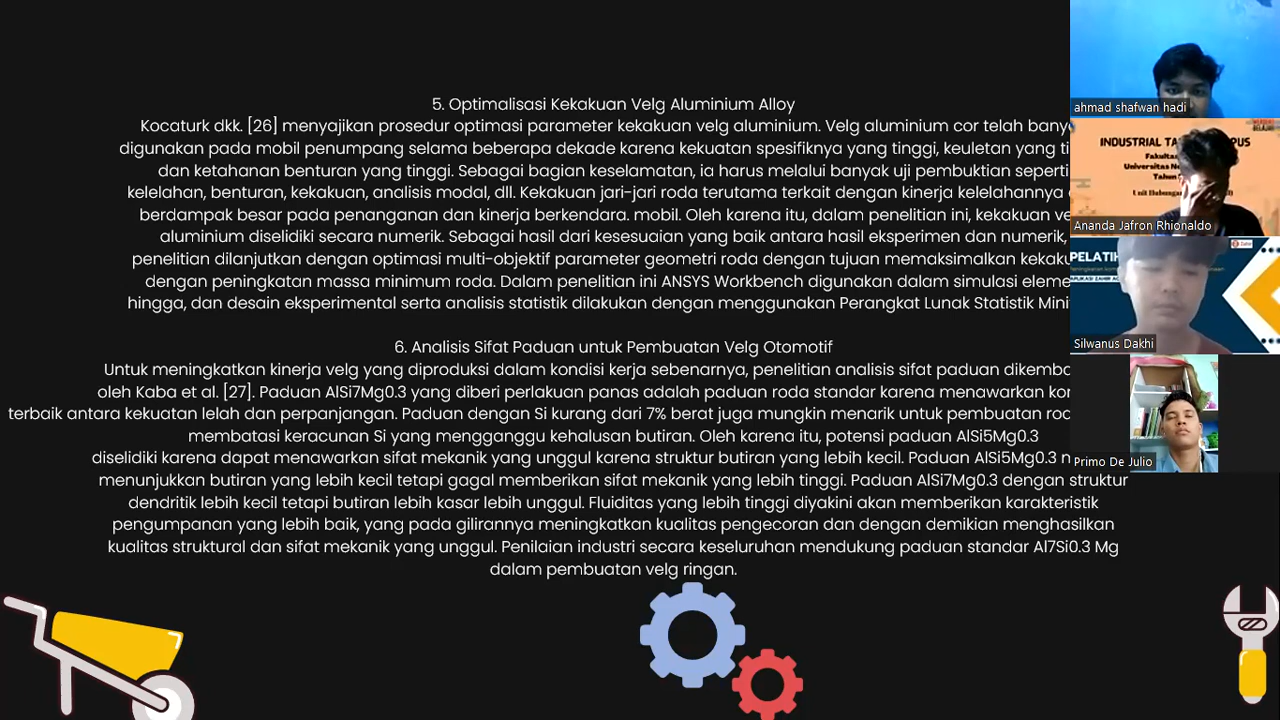 5. Optimalisasi Kekakuan Velg Aluminium Alloy
Kocaturk dkk. [26] menyajikan prosedur optimasi parameter kekakuan velg aluminium. Velg aluminium cor telah
digunakan pada mobil penumpang selama beberapa dekade karena kekuatan spesifiknya yang tinggi, keuletan yang
dan ketahanan benturan yang tinggi. Sebagai bagian keselamatan, ia harus melalui banyak uji pembuktian seperti
kelelahan, benturan, kekakuan, analisis modal, dll. Kekakuan jari-jari roda terutama terkait dengan kinerja kelelahannya
berdampak besar pada penanganan dan kinerja berkendara. mobil. Oleh karena itu, dalam penelitian ini, kekakuan
aluminium diselidiki secara numerik. Sebagai hasil dari kesesuaian yang baik antara hasil eksperimen dan numerik,
penelitian dilanjutkan dengan optimasi multi-objektif parameter geometri roda dengan tujuan memaksimalkan
dengan peningkatan massa minimum roda. Dalam penelitian ini ANSYS Workbench digunakan dalam simulasi
hingga, dan desain eksperimental serta analisis statistik dilakukan dengan menggunakan Perangkat Lunak Statistik
6. Analisis Sifat Paduan untuk Pembuatan Velg Otomotif
Untuk meningkatkan kinerja velg yang diproduksi dalam kondisi kerja sebenarnya, penelitian analisis sifat paduan
oleh Kaba et al. [27]. Paduan AlSi7Mg0.3 yang diberi perlakuan panas adalah paduan roda standar karena menawarkan
terbaik antara kekuatan lelah dan perpanjangan. Paduan dengan Si kurang dari 7% berat juga mungkin menarik untuk pembuatan
membatasi keracunan Si yang mengganggu kehalusan butiran. Oleh karena itu, potensi paduan AlSi5Mg0.3
diselidiki karena dapat menawarkan sifat mekanik yang unggul karena struktur butiran yang lebih kecil. Paduan AlSi5Mg0.3
menunjukkan butiran yang lebih kecil tetapi gagal memberikan sifat mekanik yang lebih tinggi. Paduan AlSi7Mg0.3 dengan struktur
dendritik lebih kecil tetapi butiran lebih kasar lebih unggul. Fluiditas yang lebih tinggi diyakini akan memberikan karakteristik
pengumpanan yang lebih baik, yang pada gilirannya meningkatkan kualitas pengecoran dan dengan demikian menghasilkan
kualitas struktural dan sifat mekanik yang unggul. Penilaian industri secara keseluruhan mendukung paduan standar Al7Si0.3 Mg
dalam pembuatan velg ringan.
ahmad shafwan hadi
INDUSTRIAL
Universitas
Ananda Jafron Rhionaldo
Silwanus Dakhi
Primo De Julio